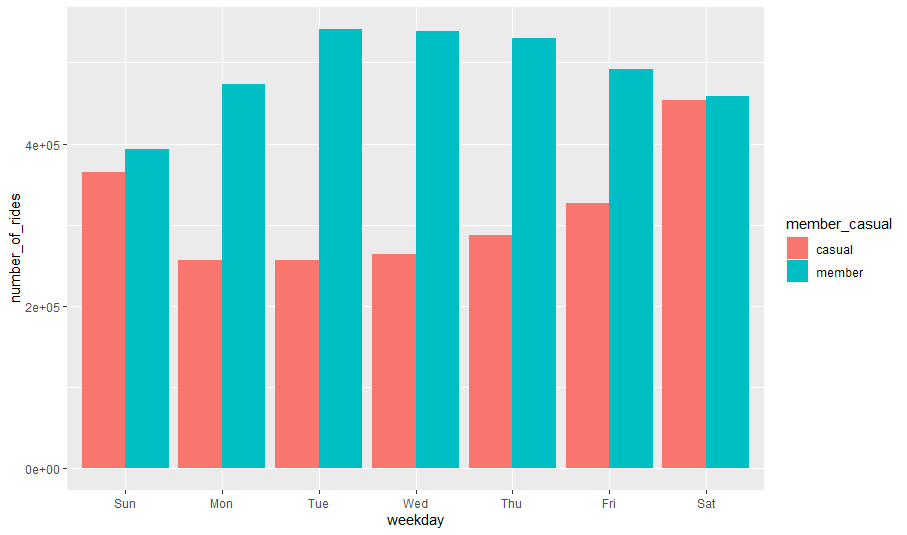 number_of_rides
4e+05
2e+05
0e+00
Sun Mon Tue Wed Thu Fri Sat
weekday
member_casual
casual
member